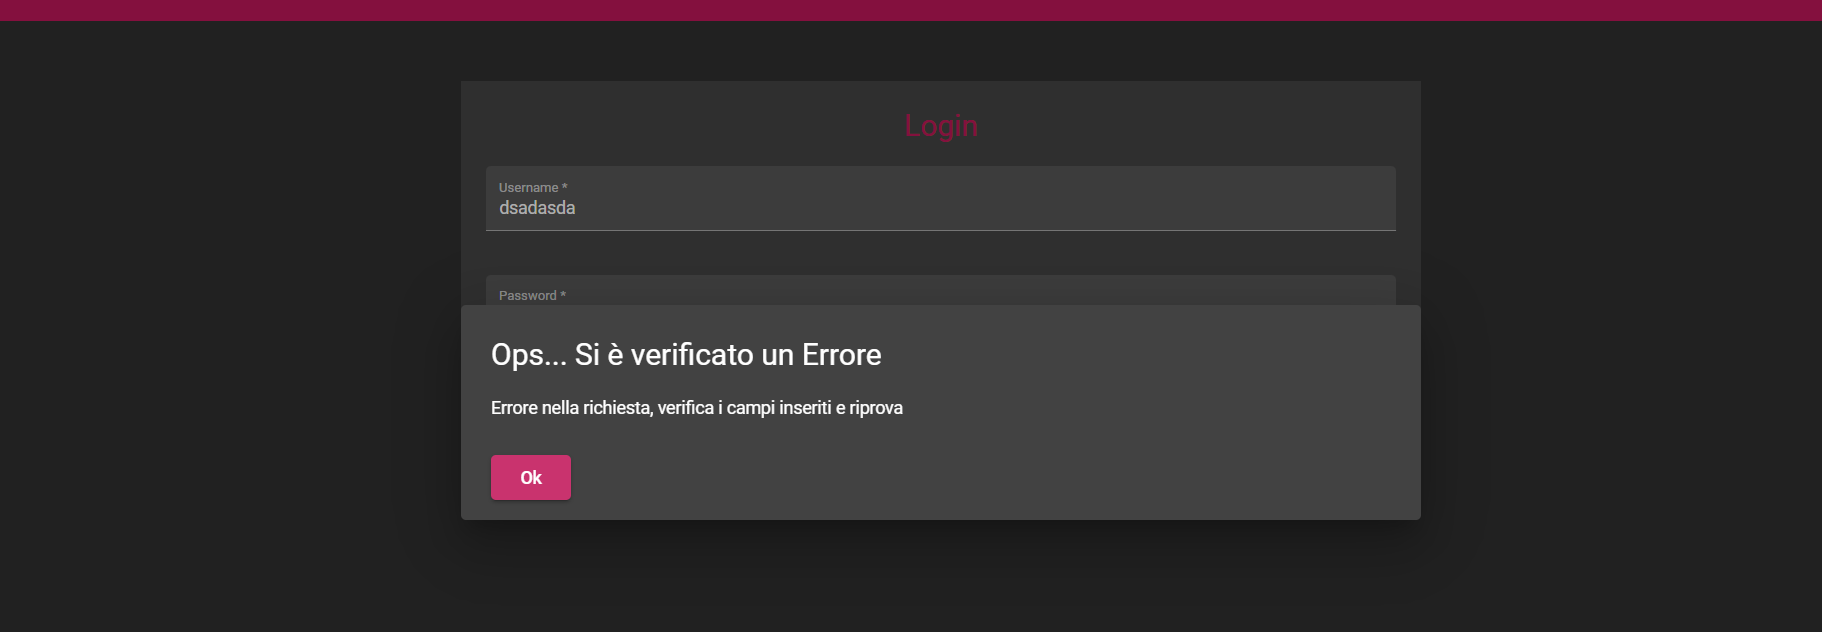 Login
Username *
dsadasda
Password *
Ops... Si è verificato un Errore
Errore nella richiesta, verifica i campi inseriti e riprova
Ok